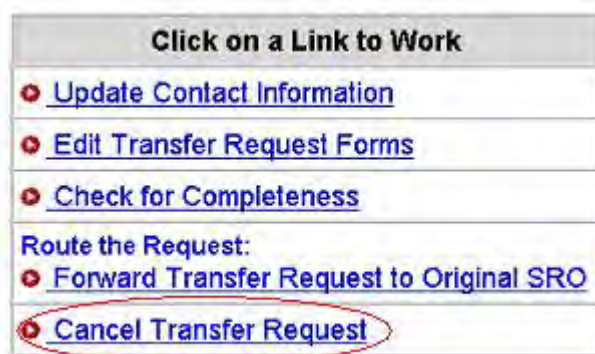 Click on a Link to Work
Update Contact Information
Edit Transfer Request Forms
Check for Completeness
Route the Request:
Forward Transfer Request to Original SRO
Cancel Transfer Request